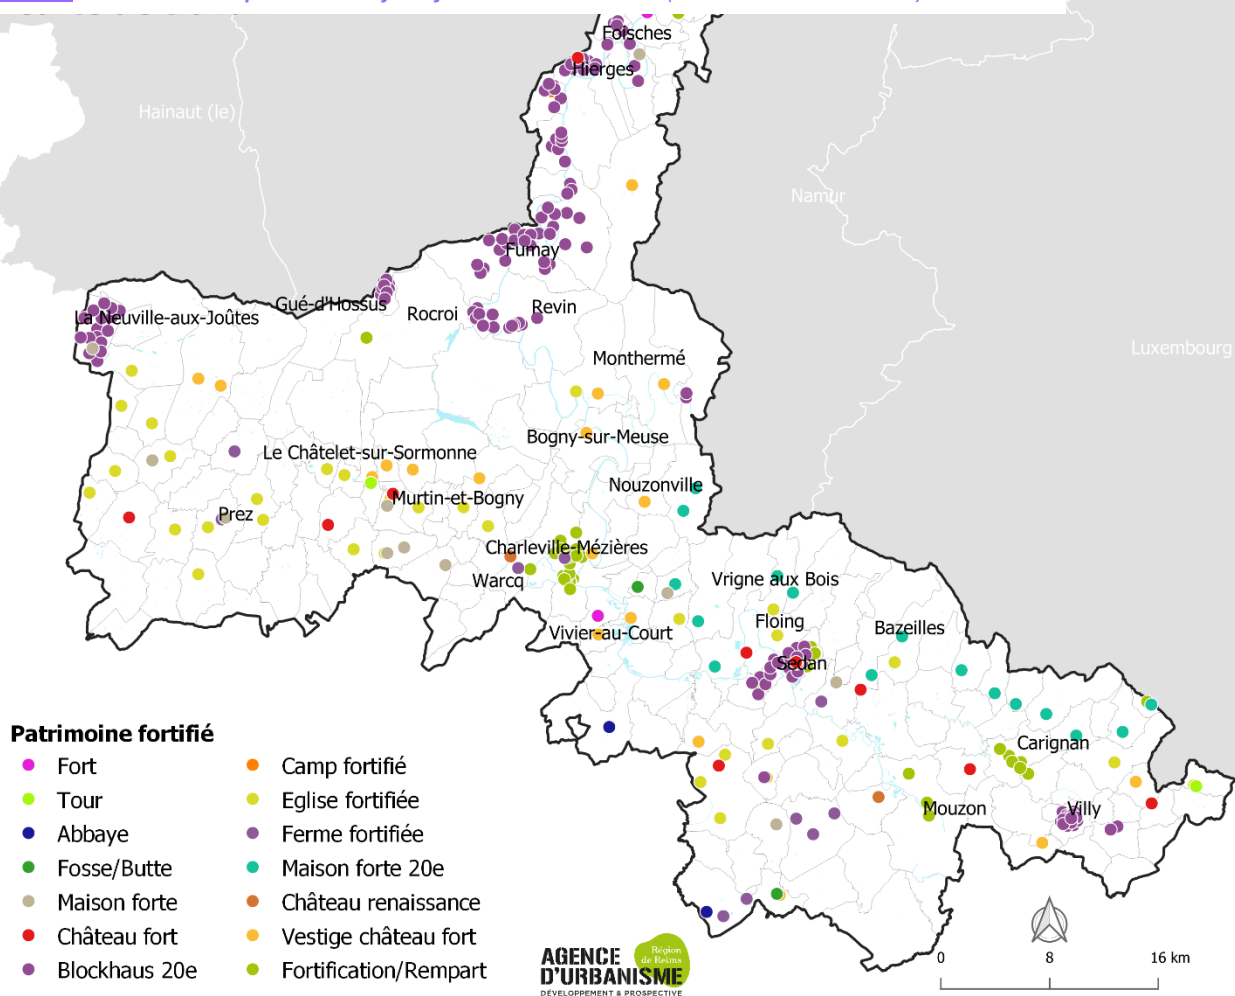 Foisches
Hierges
Hainaut (le)
Namur
Fumay
Gué-d'Hossus
La Neuville-aux-Joûtes
Rocroi
Revin
Luxembourg
Monthermé
Bogny-sur-Meuse
Le Châtelet-sur-Sormonne
Nouzonville
Murtin-et-Bogny
Prez
Charleville-Mézières
Warcq
Vrigne aux Bois
Floing
Bazeilles
Vivier-au-Court
Sedan
Carignan
Mouzon
Villy
Patrimoine fortifié
Fort
Tour
Abbaye
Fosse/Butte
Maison forte
Château fort
Blockhaus 20e
Camp fortifié
Eglise fortifiée
Ferme fortifiée
Maison forte 20e
Château renaissance
Vestige château fort
Fortification/Rempart
AGENCE
D'URBANISME
DÉVELOPPEMENT & PROSPECTIVE
Région
de Reims
0 8 16 km